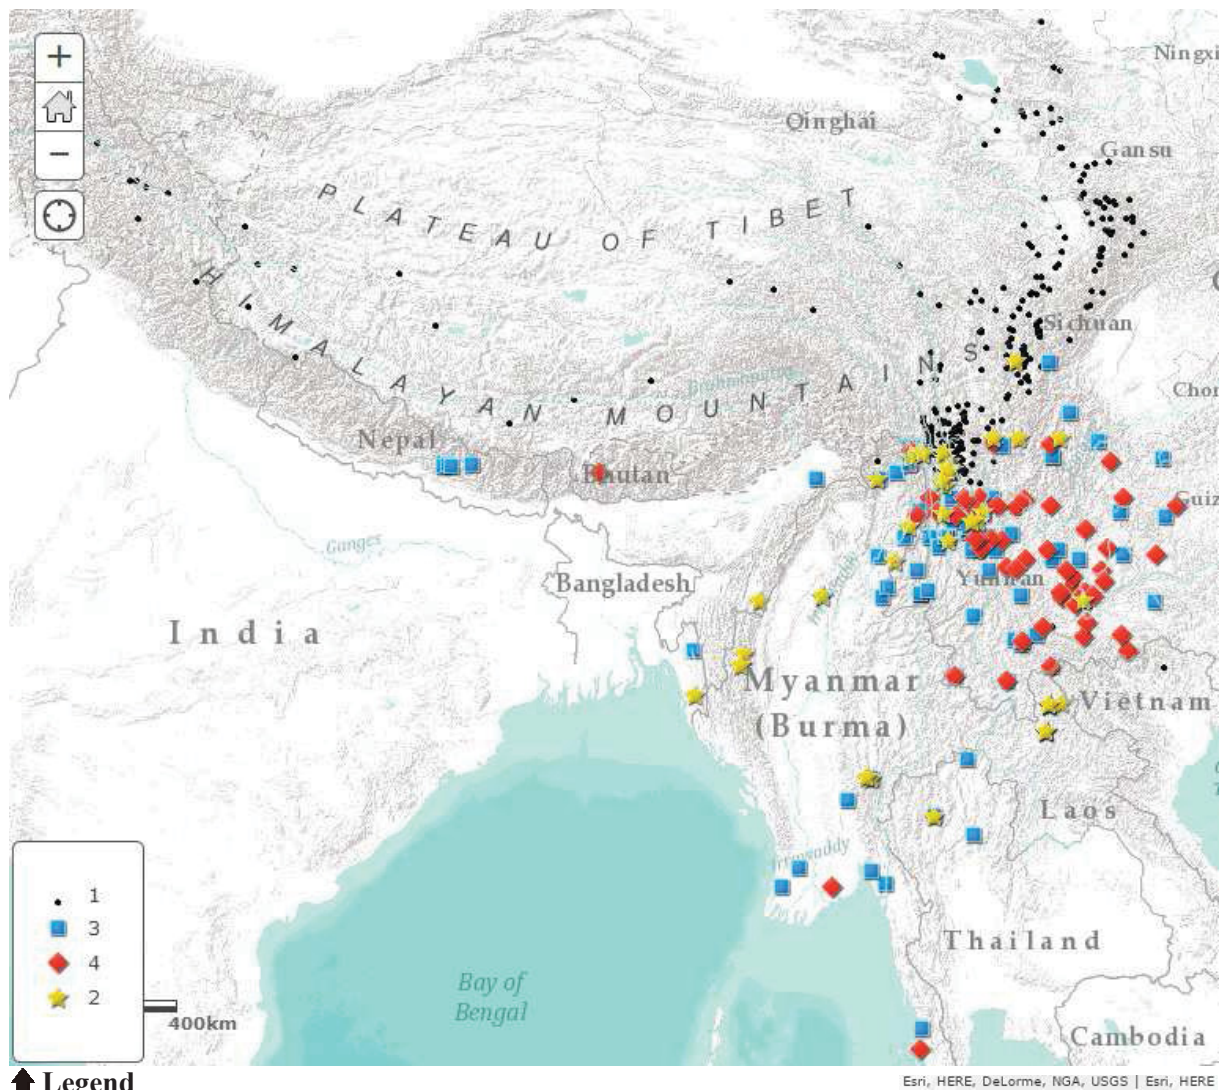 +
Ningxi
Qinghai
Gansu
−
PLATEAU OF TIBET
HIMALAYAN MOUNTAINS
Sichuan
Brahmaputra
Chon
Nepal
Bhutan
Guiz
Ganges
Bangladesh
Irrawaddy
Yunnan
India
Myanmar
(Burma)
Vietnam
Laos
Irrawaddy
1
3
4
2
Thailand
Bay of
Bengal
400km
Cambodia
Legend
Esri, HERE, DeLorme, NGA, USGS | Esri, HERE